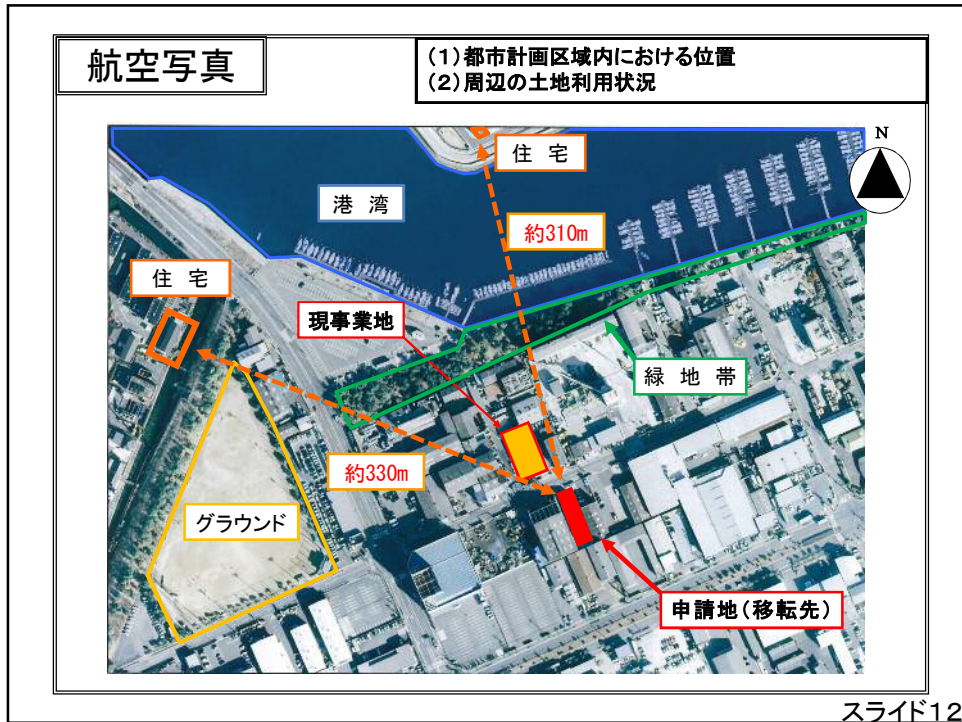 航空写真
(1)都市計画区域内における位置
(2)周辺の土地利用状況
N
住 宅
港 湾
約310m
住 宅
現事業地
緑 地 帯
約330m
グラウンド
申請地(移転先)
スライド12